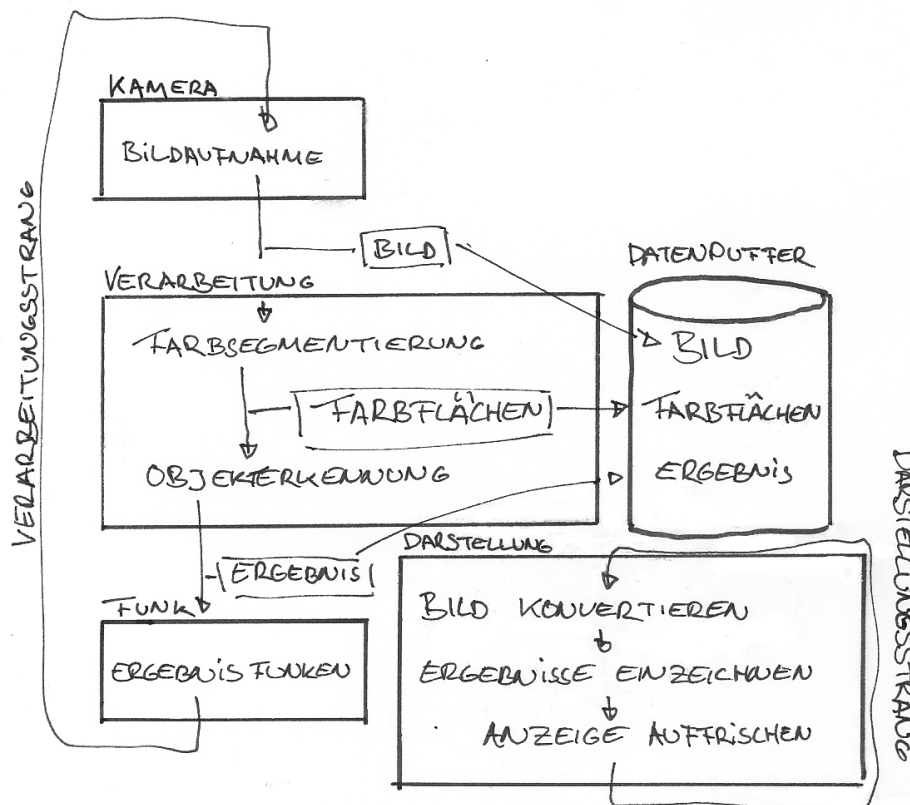 KAMERA
BILDAUFNAHME
BILD
DATENPUFFER
VERARBEITUNG
FARBSEGMENTIERUNG
BILD
FARBFLÄCHEN
FARBFLÄCHEN
OBJEKTERKENNUNG
ERGEBNIS
DARSTELLUNG
ERGEBNIS
FUNK
BILD KONVERTIEREN
ERGEBNIS FUNKEN
ERGEBNISSE EINZEICHNEN
ANZEIGE AUFFRISCHEN
VERARBEITUNGSSTRANG
DARSTELLUNGSSTRANG